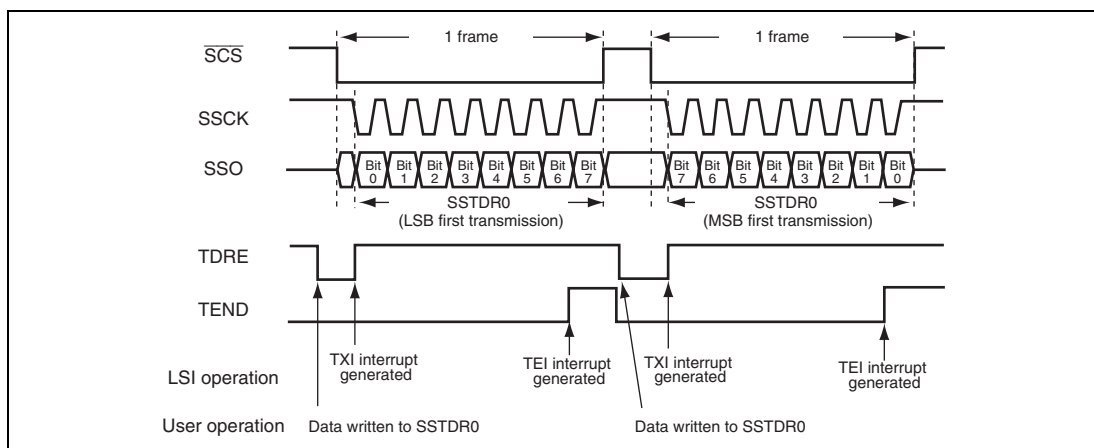 1 frame 1 frame
SCS
SSCK
SSO
Bit 0 Bit 1 Bit 2 Bit 3 Bit 4 Bit 5 Bit 6 Bit 7 Bit 7 Bit 6 Bit 5 Bit 4 Bit 3 Bit 2 Bit 1 Bit 0
SSTDR0 SSTDR0
(LSB first transmission) (MSB first transmission)
TDRE
TEND
LSI operation
TXI interrupt
generated
TEI interrupt
generated
TXI interrupt
generated
TEI interrupt
generated
User operation Data written to SSTDR0 Data written to SSTDR0